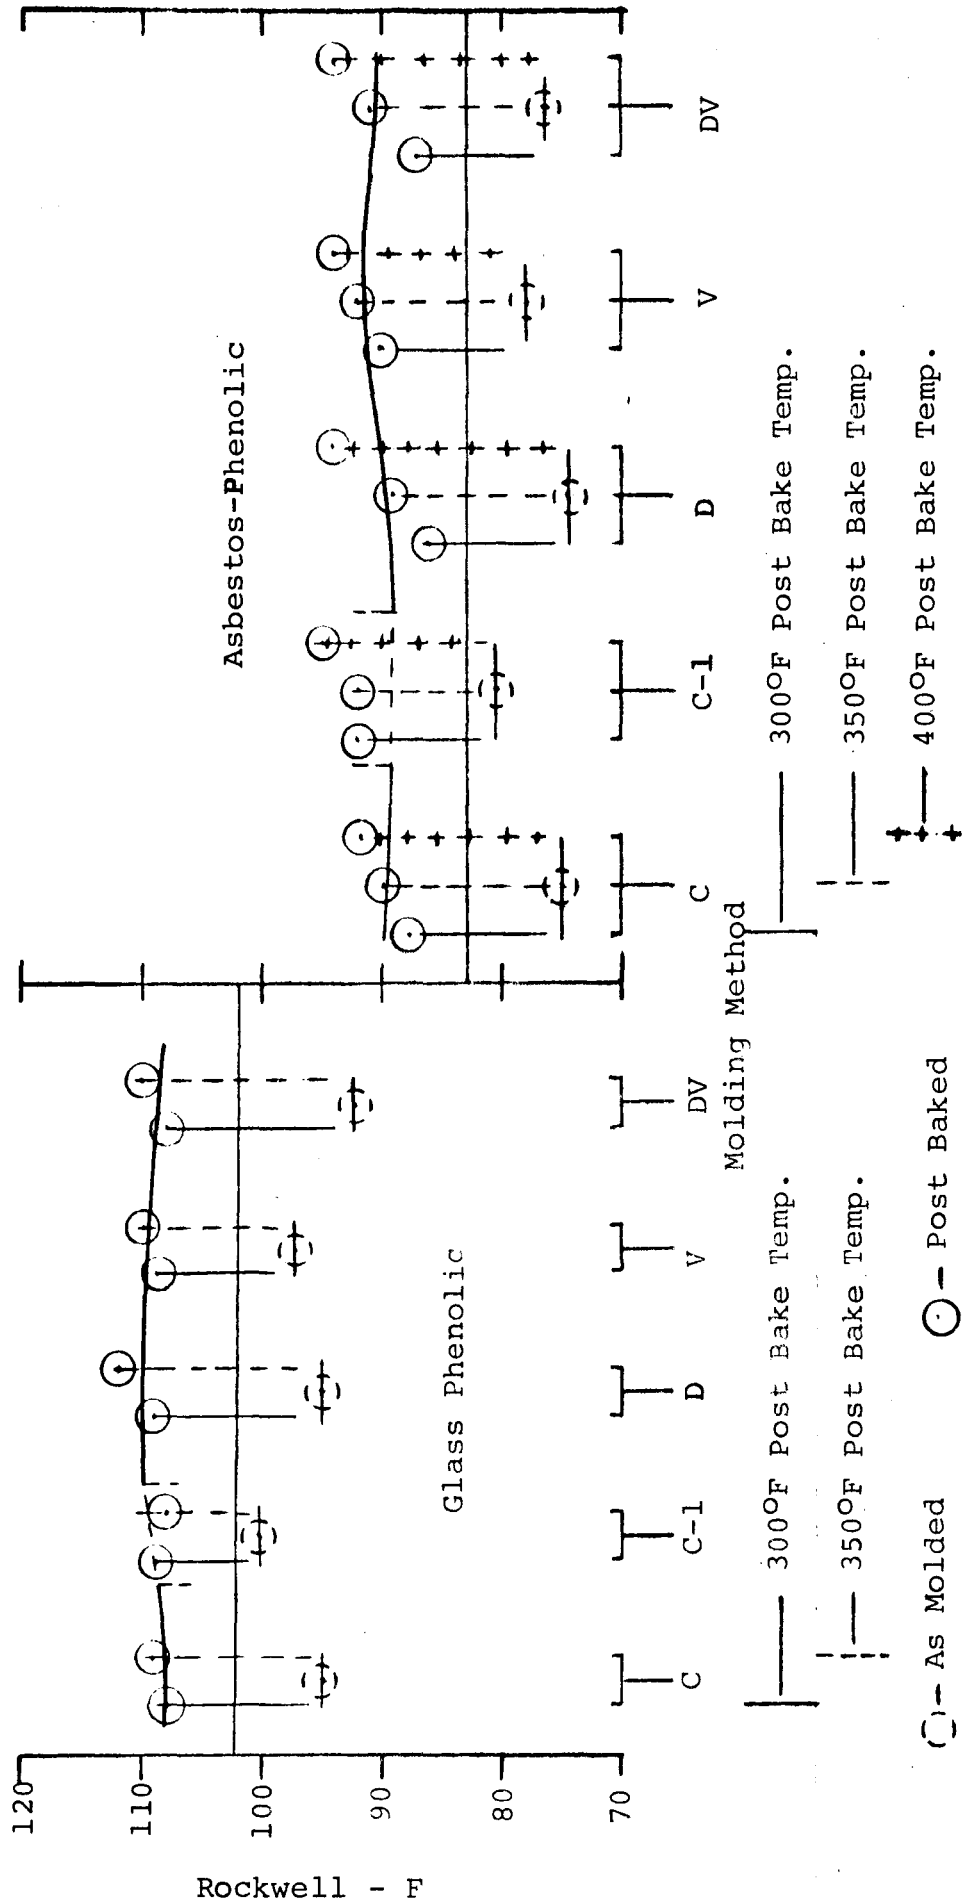 Rockwell - F
120
110
100
90
80
70
Glass Phenolic
Asbestos-Phenolic
C
C-1
D
V
DV
C
C-1
D
V
DV
Molding Method
300°F Post Bake Temp.
350°F Post Bake Temp.
300°F Post Bake Temp.
350°F Post Bake Temp.
400°F Post Bake Temp.
As Molded
Post Baked